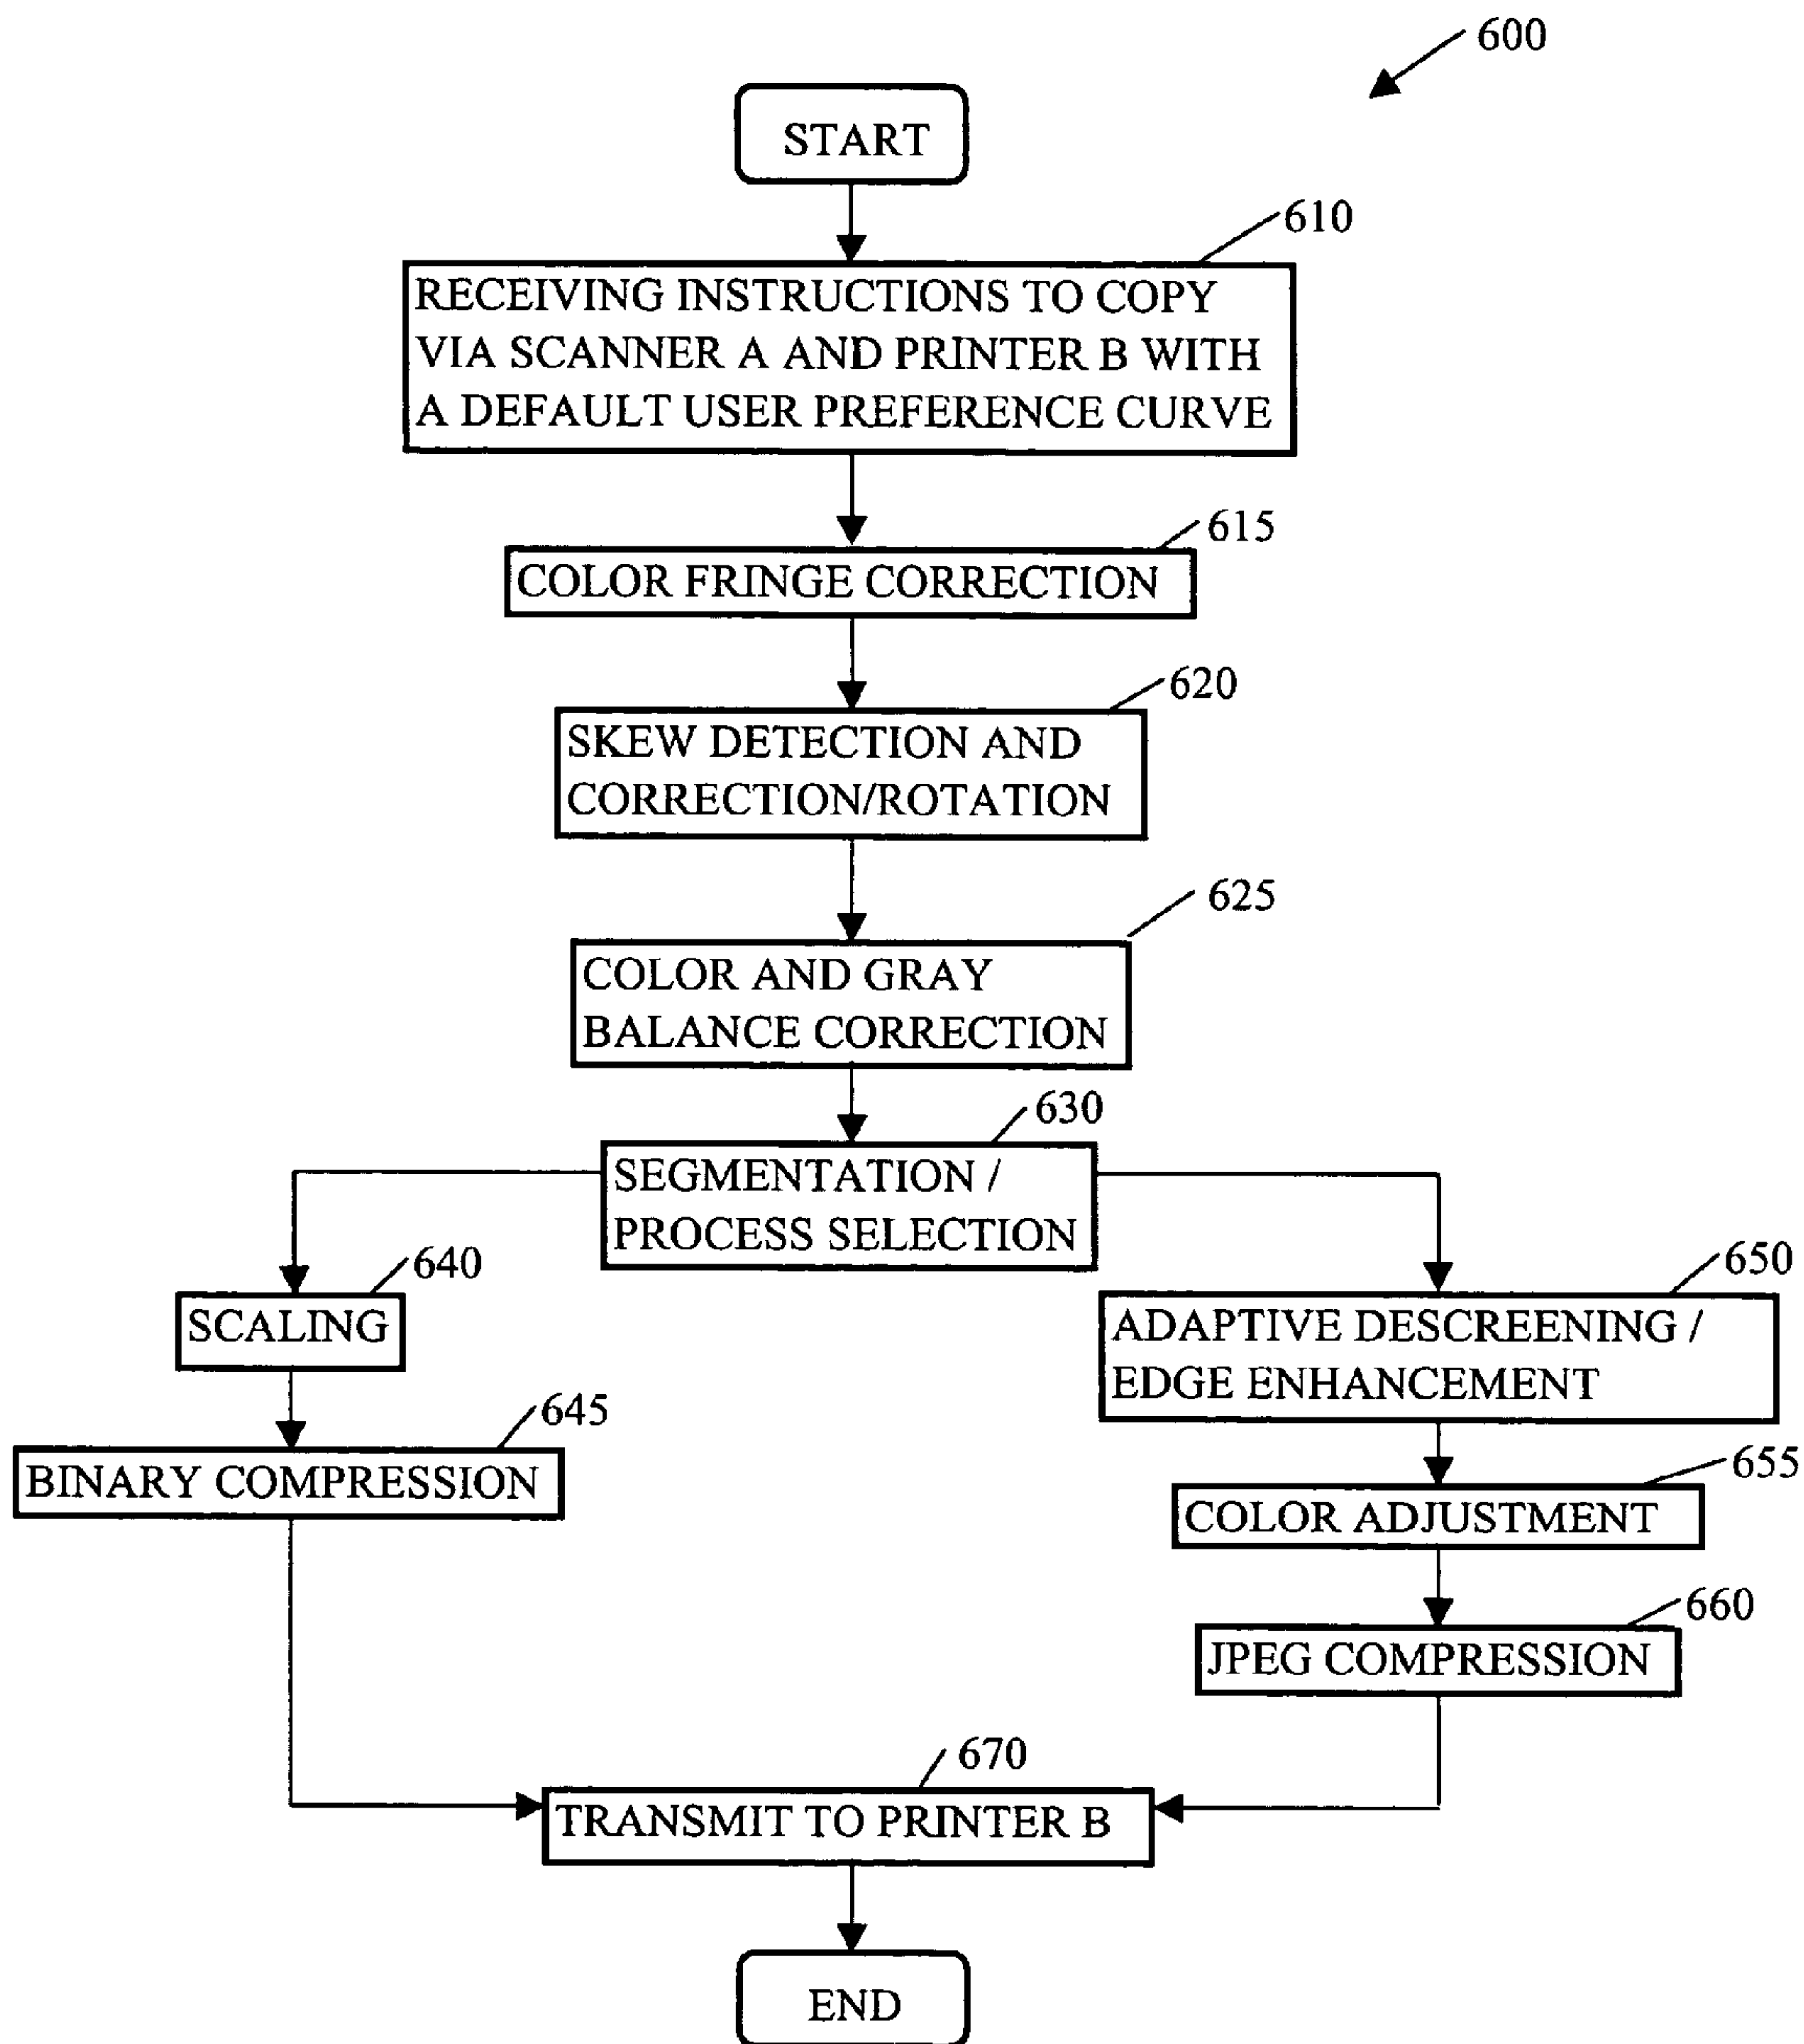 600
START
610
RECEIVING INSTRUCTIONS TO COPY
VIA SCANNER A AND PRINTER B WITH
A DEFAULT USER PREFERENCE CURVE
615
COLOR FRINGE CORRECTION
620
SKEW DETECTION AND
CORRECTION/ROTATION
625
COLOR AND GRAY
BALANCE CORRECTION
630
SEGMENTATION /
PROCESS SELECTION
640
SCALING
645
BINARY COMPRESSION
650
ADAPTIVE DESCREENING /
EDGE ENHANCEMENT
655
COLOR ADJUSTMENT
660
JPEG COMPRESSION
670
TRANSMIT TO PRINTER B
END